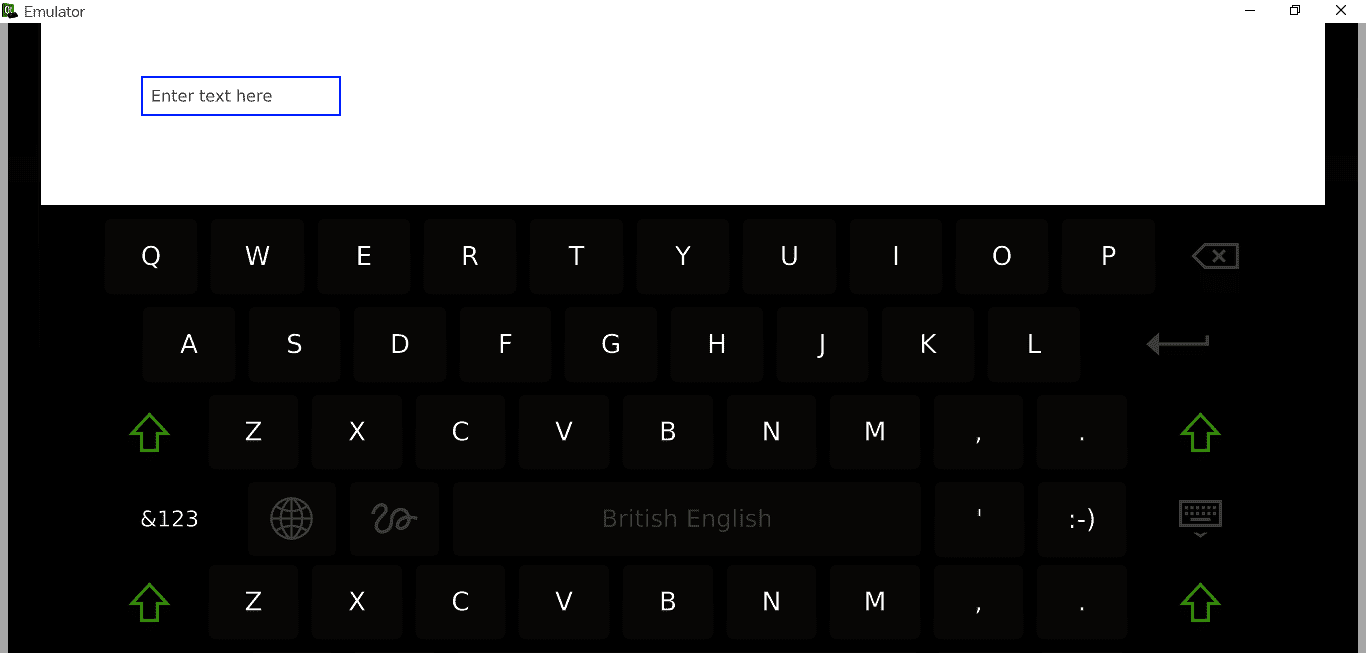 Emulator
Enter text here
Q W E R T Y U I O P
A S D F G H J K L
Z X C V B N M , .
&123 British English ' :-)
Z X C V B N M , .